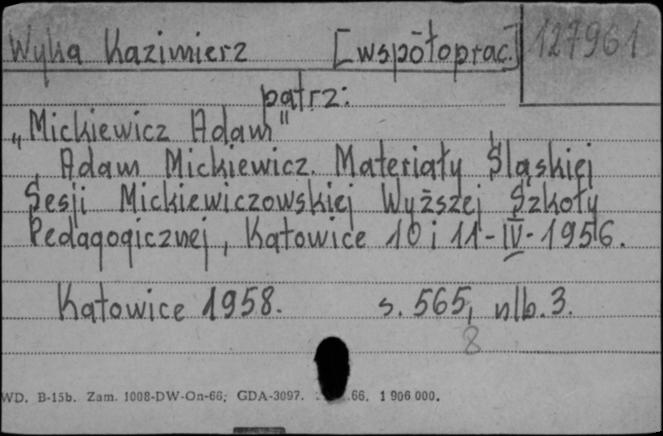 Wyka Kazimierz [współoprac.] 127961
patrz:
„Mickiewicz Adam"
Adam Mickiewicz. Materiały Śląskiej
Sesji Mickiewiczowskiej Wyższej Szkoły
Pedagogicznej, Katowice 10 i 11-IV-1956.
Katowice 1958. s. 565, nlb. 3.
8
WD. B-15b. Zam. 1008-DW-On-66; GDA-3097. .66. 1 906 000.